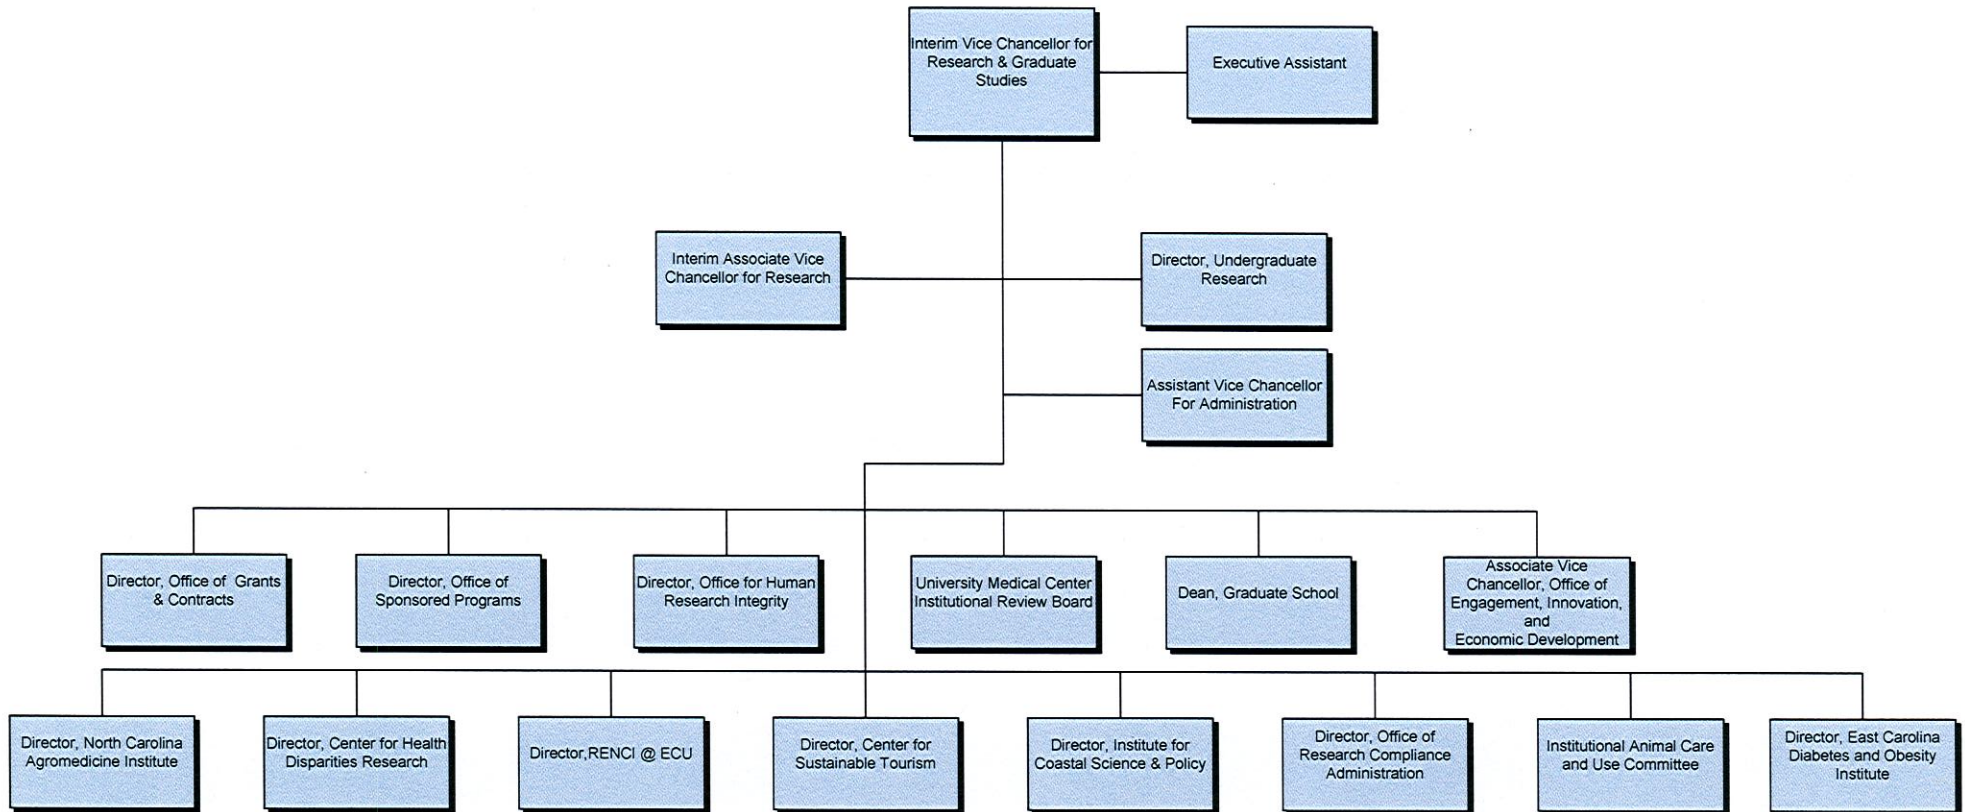 Interim Vice Chancellor for
Research & Graduate
Studies
Executive Assistant
Interim Associate Vice
Chancellor for Research
Director, Undergraduate
Research
Assistant Vice Chancellor
For Administration
Director, Office of Grants
& Contracts
Director, Office of
Sponsored Programs
Director, Office for Human
Research Integrity
University Medical Center
Institutional Review Board
Dean, Graduate School
Associate Vice
Chancellor, Office of
Engagement, Innovation,
and
Economic Development
Director, North Carolina
Agromedicine Institute
Director, Center for Health
Disparities Research
Director,RENCI @ ECU
Director, Center for
Sustainable Tourism
Director, Institute for
Coastal Science & Policy
Director, Office of
Research Compliance
Administration
Institutional Animal Care
and Use Committee
Director, East Carolina
Diabetes and Obesity
Institute